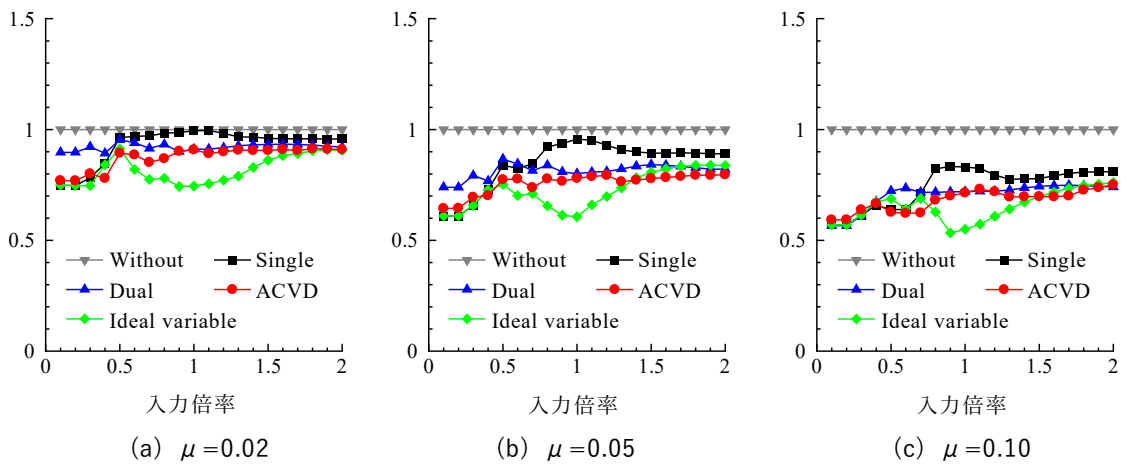 1.5
1
0.5
0
Without
Single
Dual
ACVD
Ideal variable
0 0.5 1 1.5 2
入力倍率
(a) μ=0.02
1.5
1
0.5
0
Without
Single
Dual
ACVD
Ideal variable
0 0.5 1 1.5 2
入力倍率
(b) μ=0.05
1.5
1
0.5
0
Without
Single
Dual
ACVD
Ideal variable
0 0.5 1 1.5 2
入力倍率
(c) μ=0.10